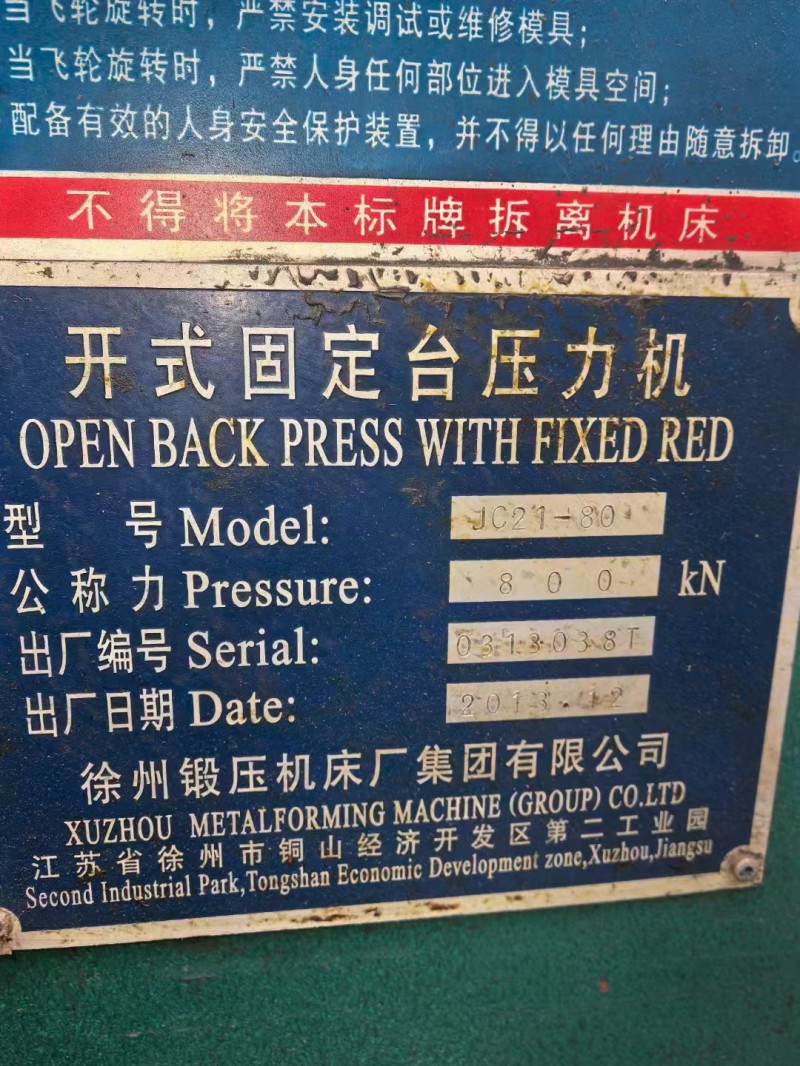 当飞轮旋转时，严禁安装调试或维修模具；
当飞轮旋转时，严禁人身任何部位进入模具空间；
配备有效的人身安全保护装置，并不得以任何理由随意拆卸。
不得将本标牌拆离机床
开式固定台压力机
OPEN BACK PRESS WITH FIXED RED
型 号 Model: JC21-80
公 称 力 Pressure: 800 kN
出厂编号 Serial: 0313038T
出厂日期 Date: 2013.12
徐州锻压机床厂集团有限公司
XUZHOU METALFORMING MACHINE (GROUP) CO.LTD
江苏省徐州市铜山经济开发区第二工业园
Second Industrial Park,Tongshan Economic Development zone,Xuzhou,Jiangsu